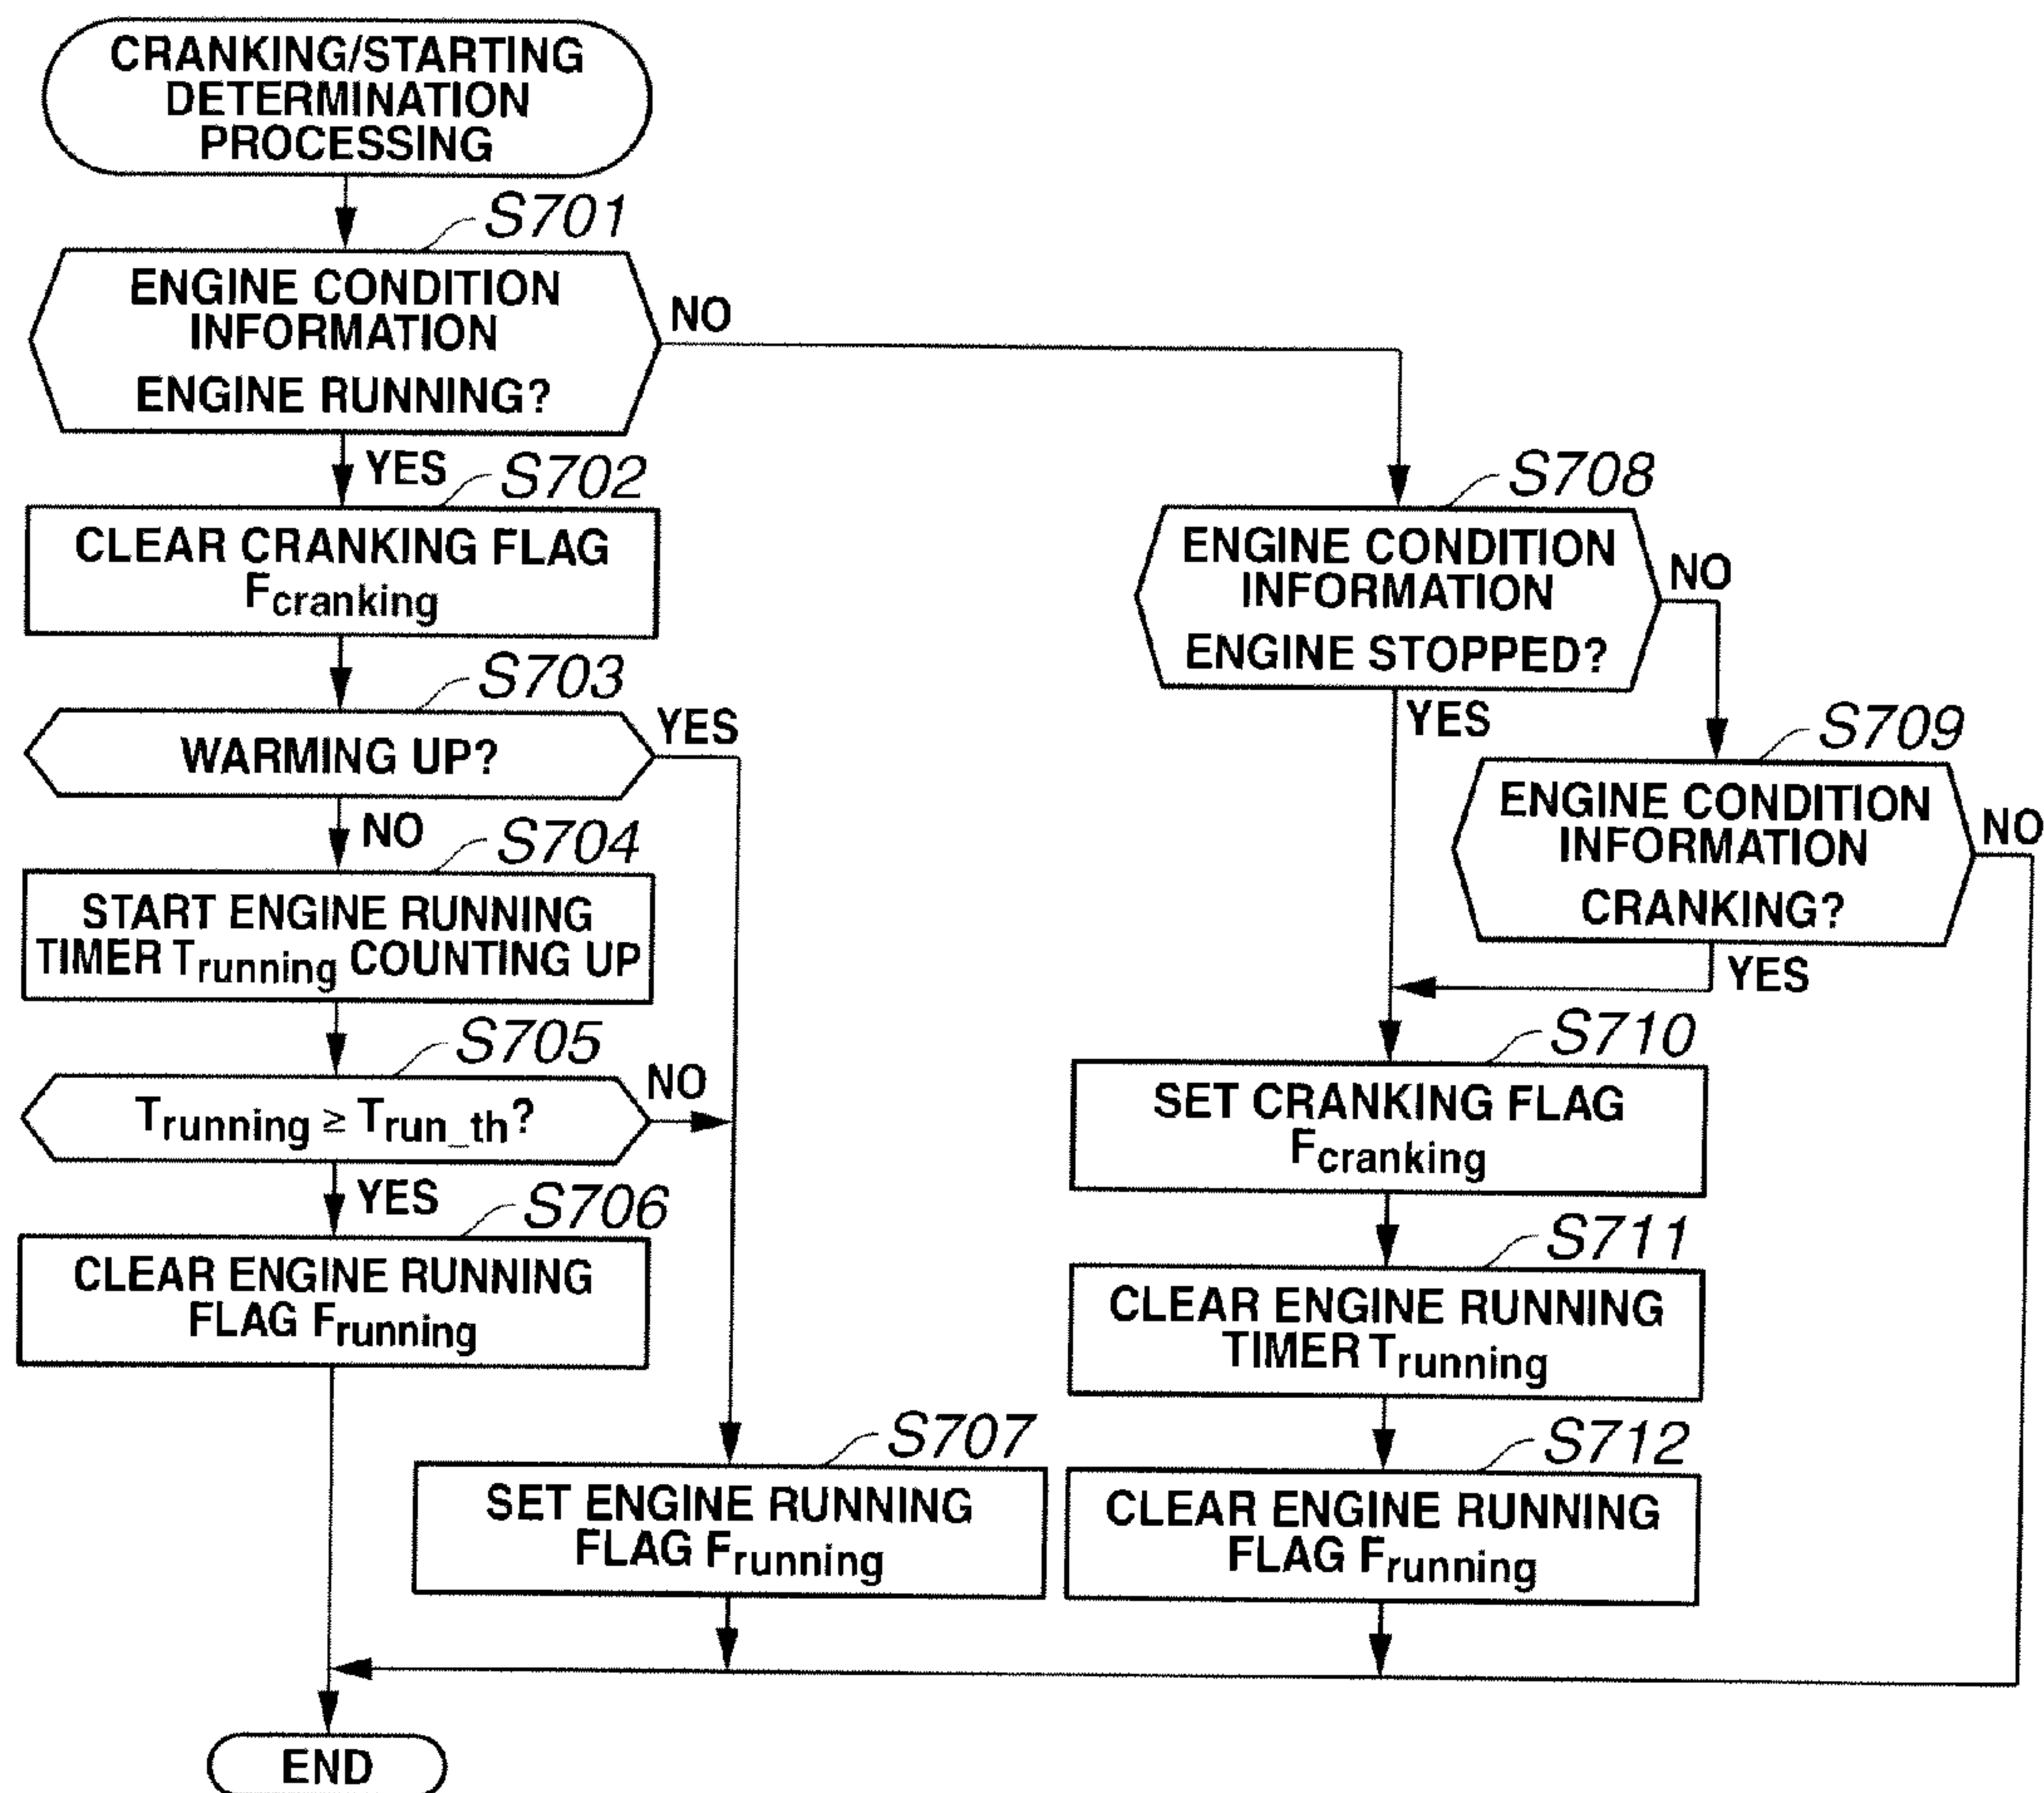 CRANKING/STARTING
DETERMINATION
PROCESSING
S701
ENGINE CONDITION
INFORMATION
ENGINE RUNNING?
NO
YES
S702
CLEAR CRANKING FLAG
Fcranking
S703
WARMING UP?
YES
NO
S704
START ENGINE RUNNING
TIMER Trunning COUNTING UP
S705
Trunning ≥ Trun_th?
NO
YES
S706
CLEAR ENGINE RUNNING
FLAG Frunning
S707
SET ENGINE RUNNING
FLAG Frunning
S708
ENGINE CONDITION
INFORMATION
ENGINE STOPPED?
NO
YES
S709
ENGINE CONDITION
INFORMATION
CRANKING?
NO
YES
S710
SET CRANKING FLAG
Fcranking
S711
CLEAR ENGINE RUNNING
TIMER Trunning
S712
CLEAR ENGINE RUNNING
FLAG Frunning
END